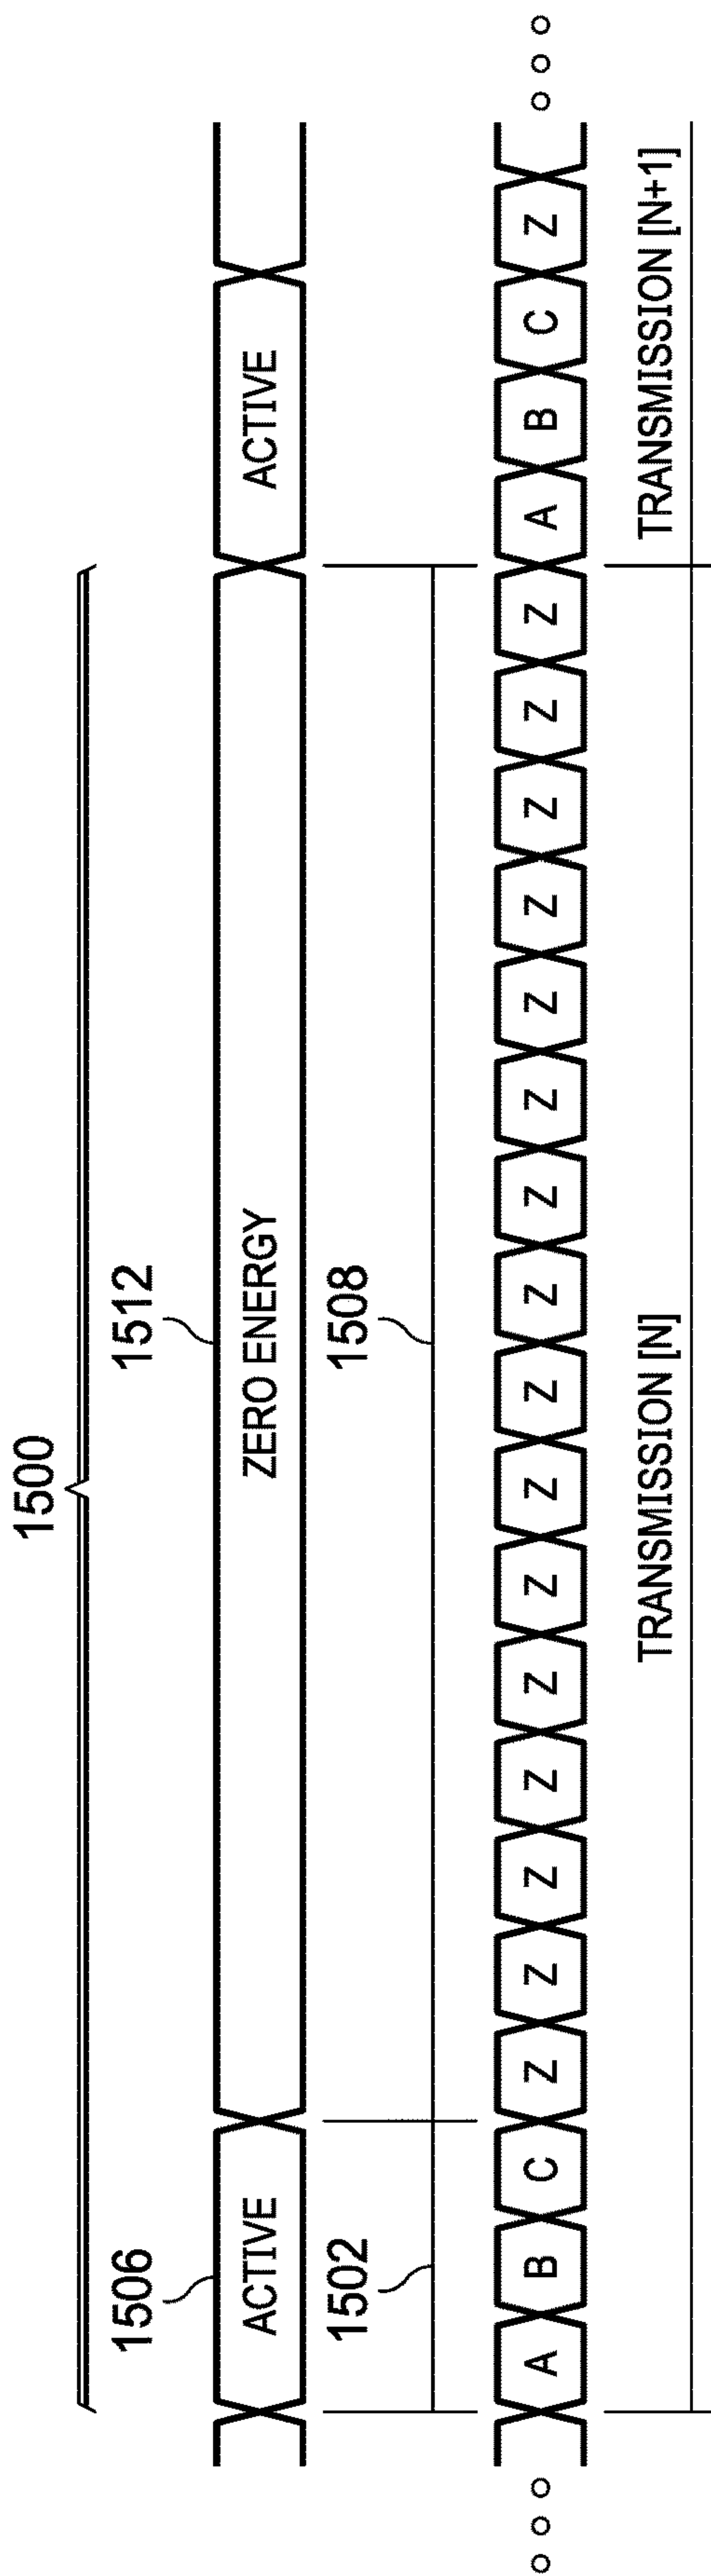 1500
1506 1512
ACTIVE ZERO ENERGY ACTIVE
1502 1508
A B C Z Z Z Z Z Z Z Z Z Z Z Z Z Z Z Z A B C Z
TRANSMISSION [N] TRANSMISSION [N+1]